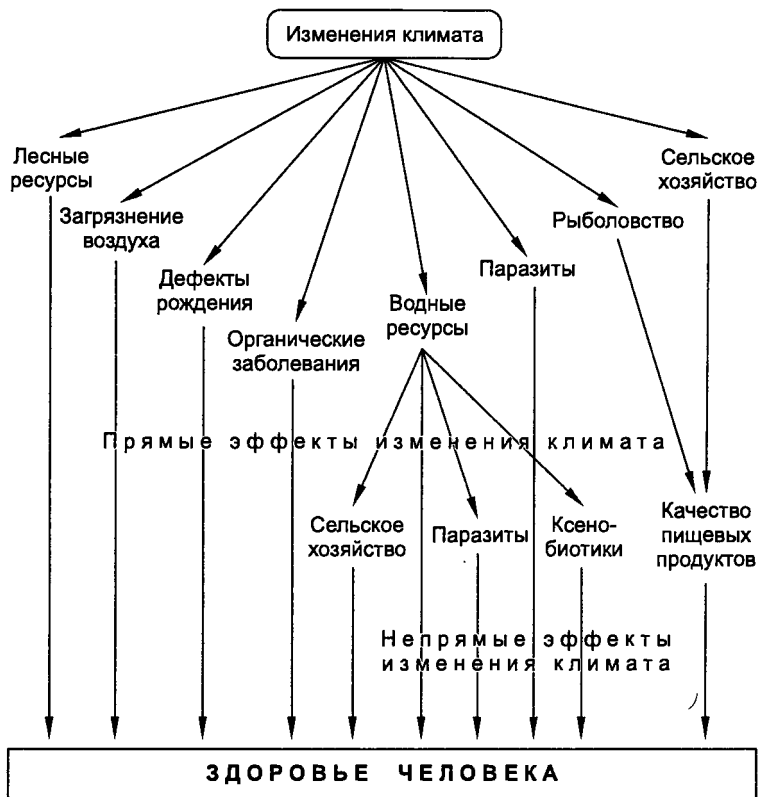 Изменения климата
Лесные
ресурсы
Сельское
хозяйство
Загрязнение
воздуха
Рыболовство
Дефекты
рождения
Паразиты
Водные
ресурсы
Органические
заболевания
Прямые эффекты изменения климата
Сельское
хозяйство
Паразиты
Ксено-
биотики
Качество
пищевых
продуктов
Непрямые эффекты
изменения климата
ЗДОРОВЬЕ ЧЕЛОВЕКА